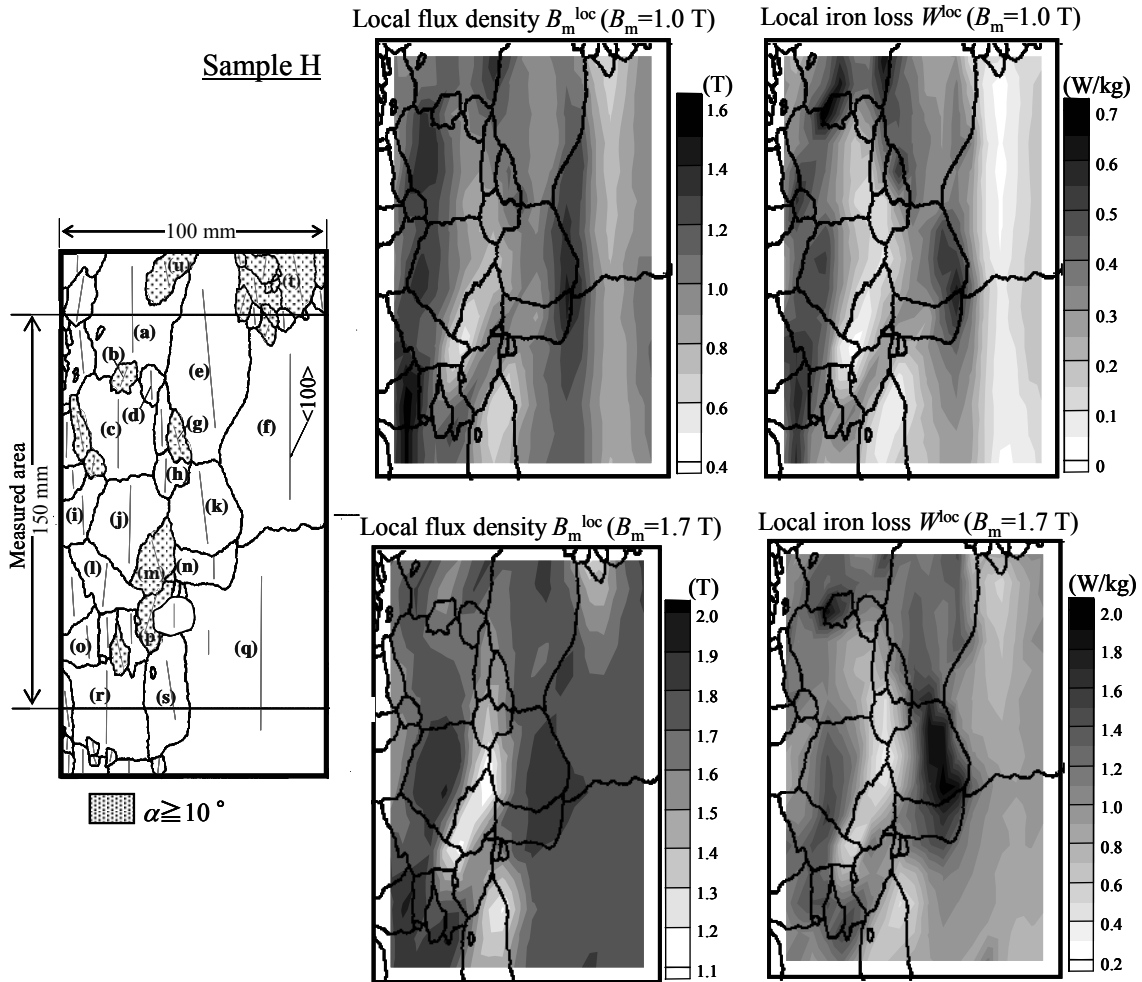 Sample H
Local flux density Bₘˡᵒᶜ (Bₘ=1.0 T)
(T)
1.6
1.4
1.2
1.0
0.8
0.6
0.4
Local iron loss Wˡᵒᶜ (Bₘ=1.0 T)
(W/kg)
0.7
0.6
0.5
0.4
0.3
0.2
0.1
0
100 mm
Measured area
150 mm
(u)
(t)
(a)
(b)
(e)
<100>
(d)
(c)
(g)
(f)
(h)
(i)
(j)
(k)
(l)
(m)
(n)
(o)
(p)
(q)
(r)
(s)
α≧10°
Local flux density Bₘˡᵒᶜ (Bₘ=1.7 T)
(T)
2.0
1.9
1.8
1.7
1.6
1.5
1.4
1.3
1.2
1.1
Local iron loss Wˡᵒᶜ (Bₘ=1.7 T)
(W/kg)
2.0
1.8
1.6
1.4
1.2
1.0
0.8
0.6
0.4
0.2